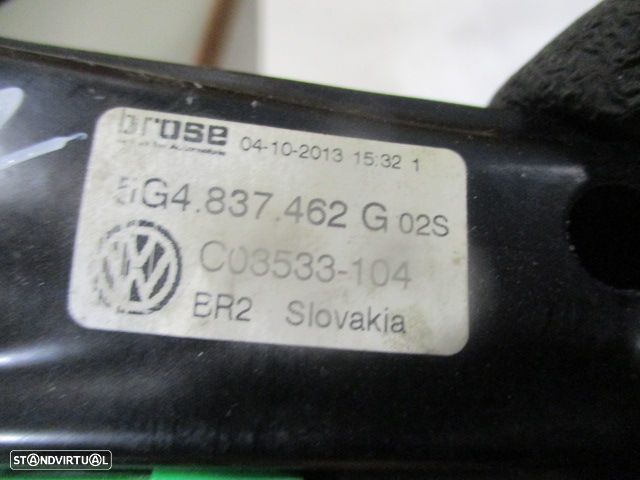 brose 04-10-2013 15:32 1
5G4.837.462 G 02S
C03533-104
BR2 Slovakia
STANDVIRTUAL